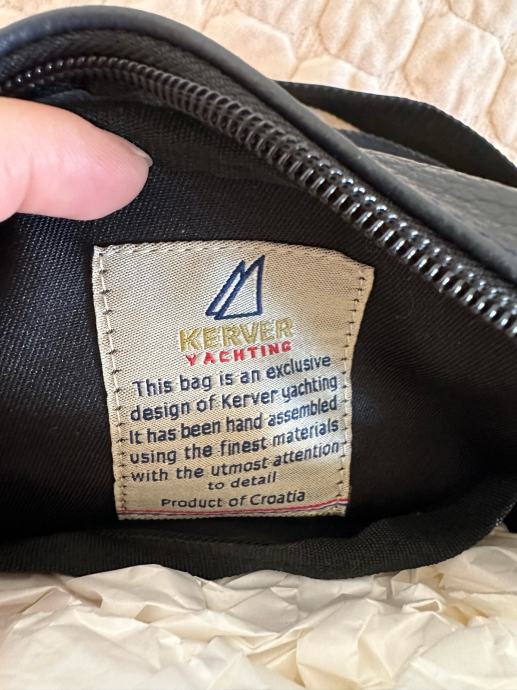 KERVER
YACHTING
This bag is an exclusive
design of Kerver yachting
It has been hand assembled
using the finest materials
with the utmost attention
to detail
Product of Croatia